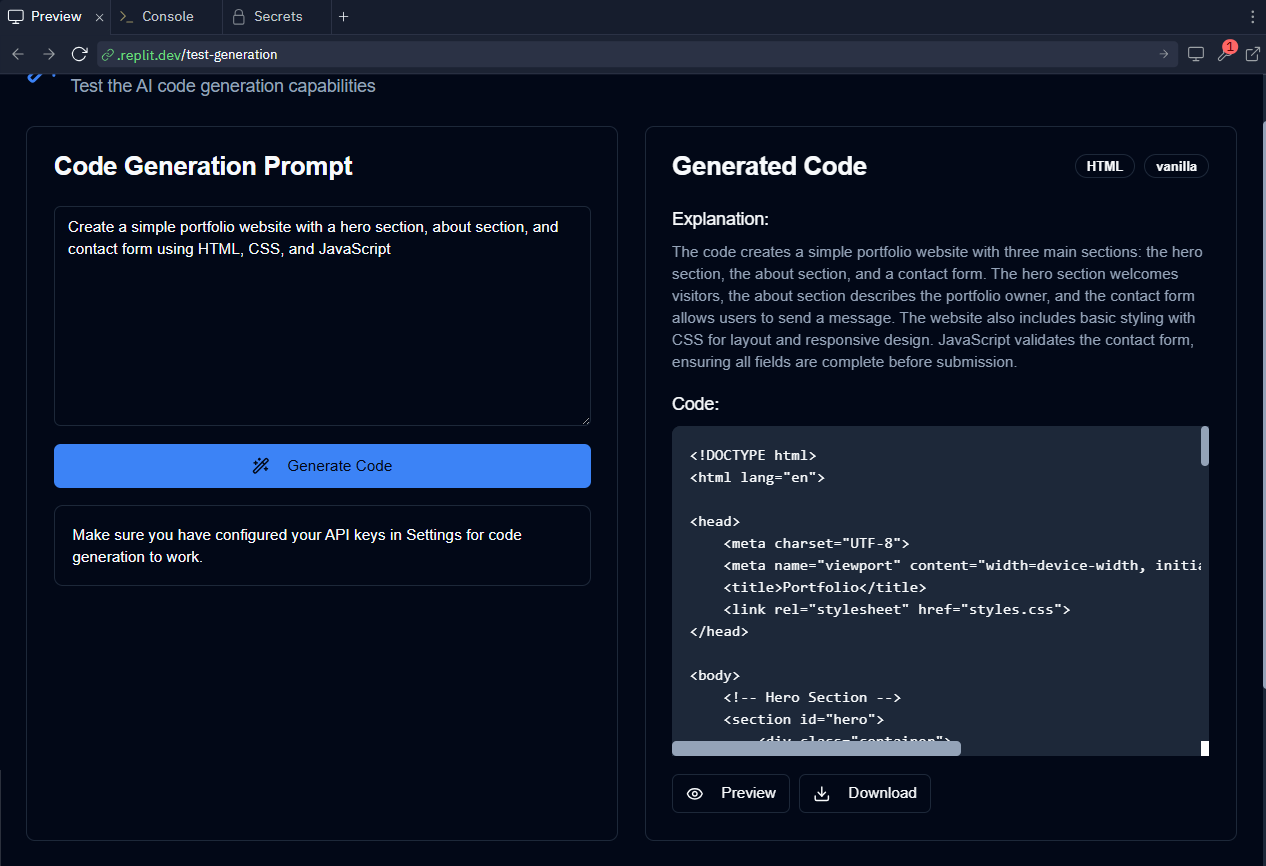 Preview
Console
Secrets
.replit.dev/test-generation
1
Test the AI code generation capabilities
Code Generation Prompt
Create a simple portfolio website with a hero section, about section, and
contact form using HTML, CSS, and JavaScript
Generate Code
Make sure you have configured your API keys in Settings for code
generation to work.
Generated Code
HTML
vanilla
Explanation:
The code creates a simple portfolio website with three main sections: the hero
section, the about section, and a contact form. The hero section welcomes
visitors, the about section describes the portfolio owner, and the contact form
allows users to send a message. The website also includes basic styling with
CSS for layout and responsive design. JavaScript validates the contact form,
ensuring all fields are complete before submission.
Code:
<!DOCTYPE html>
<html lang="en">
<head>
<meta charset="UTF-8">
<meta name="viewport" content="width=device-width, initia
<title>Portfolio</title>
<link rel="stylesheet" href="styles.css">
</head>
<body>
<!-- Hero Section -->
<section id="hero">
<div class="container">
Preview
Download